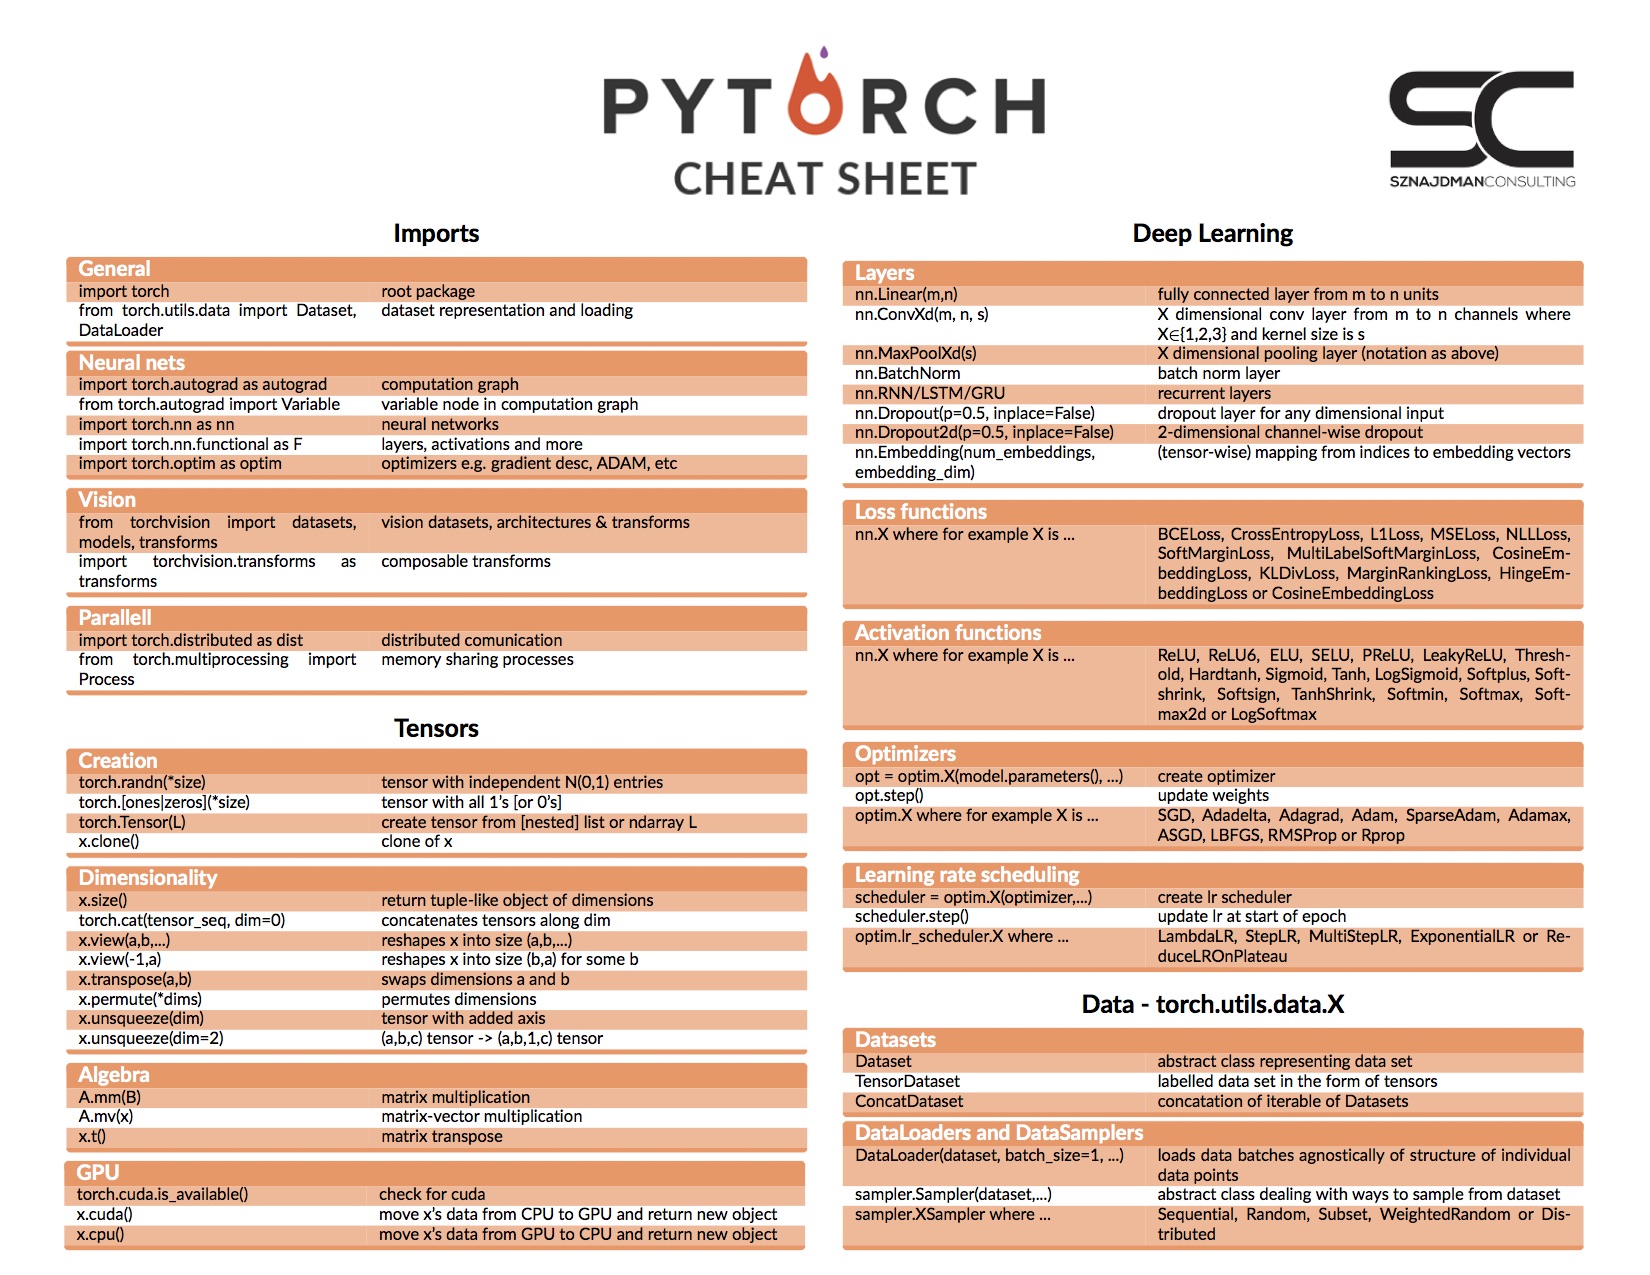 PYTORCH
CHEAT SHEET
SC
SZNAJDMANCONSULTING
Imports
General
import torch root package
from torch.utils.data import Dataset, dataset representation and loading
DataLoader
Neural nets
import torch.autograd as autograd computation graph
from torch.autograd import Variable variable node in computation graph
import torch.nn as nn neural networks
import torch.nn.functional as F layers, activations and more
import torch.optim as optim optimizers e.g. gradient desc, ADAM, etc
Vision
from torchvision import datasets, vision datasets, architectures & transforms
models, transforms
import torchvision.transforms as composable transforms
transforms
Parallell
import torch.distributed as dist distributed comunication
from torch.multiprocessing import memory sharing processes
Process
Tensors
Creation
torch.randn(*size) tensor with independent N(0,1) entries
torch.[ones|zeros](*size) tensor with all 1's [or 0's]
torch.Tensor(L) create tensor from [nested] list or ndarray L
x.clone() clone of x
Dimensionality
x.size() return tuple-like object of dimensions
torch.cat(tensor_seq, dim=0) concatenates tensors along dim
x.view(a,b,...) reshapes x into size (a,b,...)
x.view(-1,a) reshapes x into size (b,a) for some b
x.transpose(a,b) swaps dimensions a and b
x.permute(*dims) permutes dimensions
x.unsqueeze(dim) tensor with added axis
x.unsqueeze(dim=2) (a,b,c) tensor -> (a,b,1,c) tensor
Algebra
A.mm(B) matrix multiplication
A.mv(x) matrix-vector multiplication
x.t() matrix transpose
GPU
torch.cuda.is_available() check for cuda
x.cuda() move x's data from CPU to GPU and return new object
x.cpu() move x's data from GPU to CPU and return new object
Deep Learning
Layers
nn.Linear(m,n) fully connected layer from m to n units
nn.ConvXd(m, n, s) X dimensional conv layer from m to n channels where
X∈{1,2,3} and kernel size is s
nn.MaxPoolXd(s) X dimensional pooling layer (notation as above)
nn.BatchNorm batch norm layer
nn.RNN/LSTM/GRU recurrent layers
nn.Dropout(p=0.5, inplace=False) dropout layer for any dimensional input
nn.Dropout2d(p=0.5, inplace=False) 2-dimensional channel-wise dropout
nn.Embedding(num_embeddings, (tensor-wise) mapping from indices to embedding vectors
embedding_dim)
Loss functions
nn.X where for example X is ... BCELoss, CrossEntropyLoss, L1Loss, MSELoss, NLLLoss,
SoftMarginLoss, MultiLabelSoftMarginLoss, CosineEm-
beddingLoss, KLDivLoss, MarginRankingLoss, HingeEm-
beddingLoss or CosineEmbeddingLoss
Activation functions
nn.X where for example X is ... ReLU, ReLU6, ELU, SELU, PReLU, LeakyReLU, Thresh-
old, Hardtanh, Sigmoid, Tanh, LogSigmoid, Softplus, Soft-
shrink, Softsign, TanhShrink, Softmin, Softmax, Soft-
max2d or LogSoftmax
Optimizers
opt = optim.X(model.parameters(), ...) create optimizer
opt.step() update weights
optim.X where for example X is ... SGD, Adadelta, Adagrad, Adam, SparseAdam, Adamax,
ASGD, LBFGS, RMSProp or Rprop
Learning rate scheduling
scheduler = optim.X(optimizer,...) create lr scheduler
scheduler.step() update lr at start of epoch
optim.lr_scheduler.X where ... LambdaLR, StepLR, MultiStepLR, ExponentialLR or Re-
duceLROnPlateau
Data - torch.utils.data.X
Datasets
Dataset abstract class representing data set
TensorDataset labelled data set in the form of tensors
ConcatDataset concatation of iterable of Datasets
DataLoaders and DataSamplers
DataLoader(dataset, batch_size=1, ...) loads data batches agnostically of structure of individual
data points
sampler.Sampler(dataset,...) abstract class dealing with ways to sample from dataset
sampler.XSampler where ... Sequential, Random, Subset, WeightedRandom or Dis-
tributed